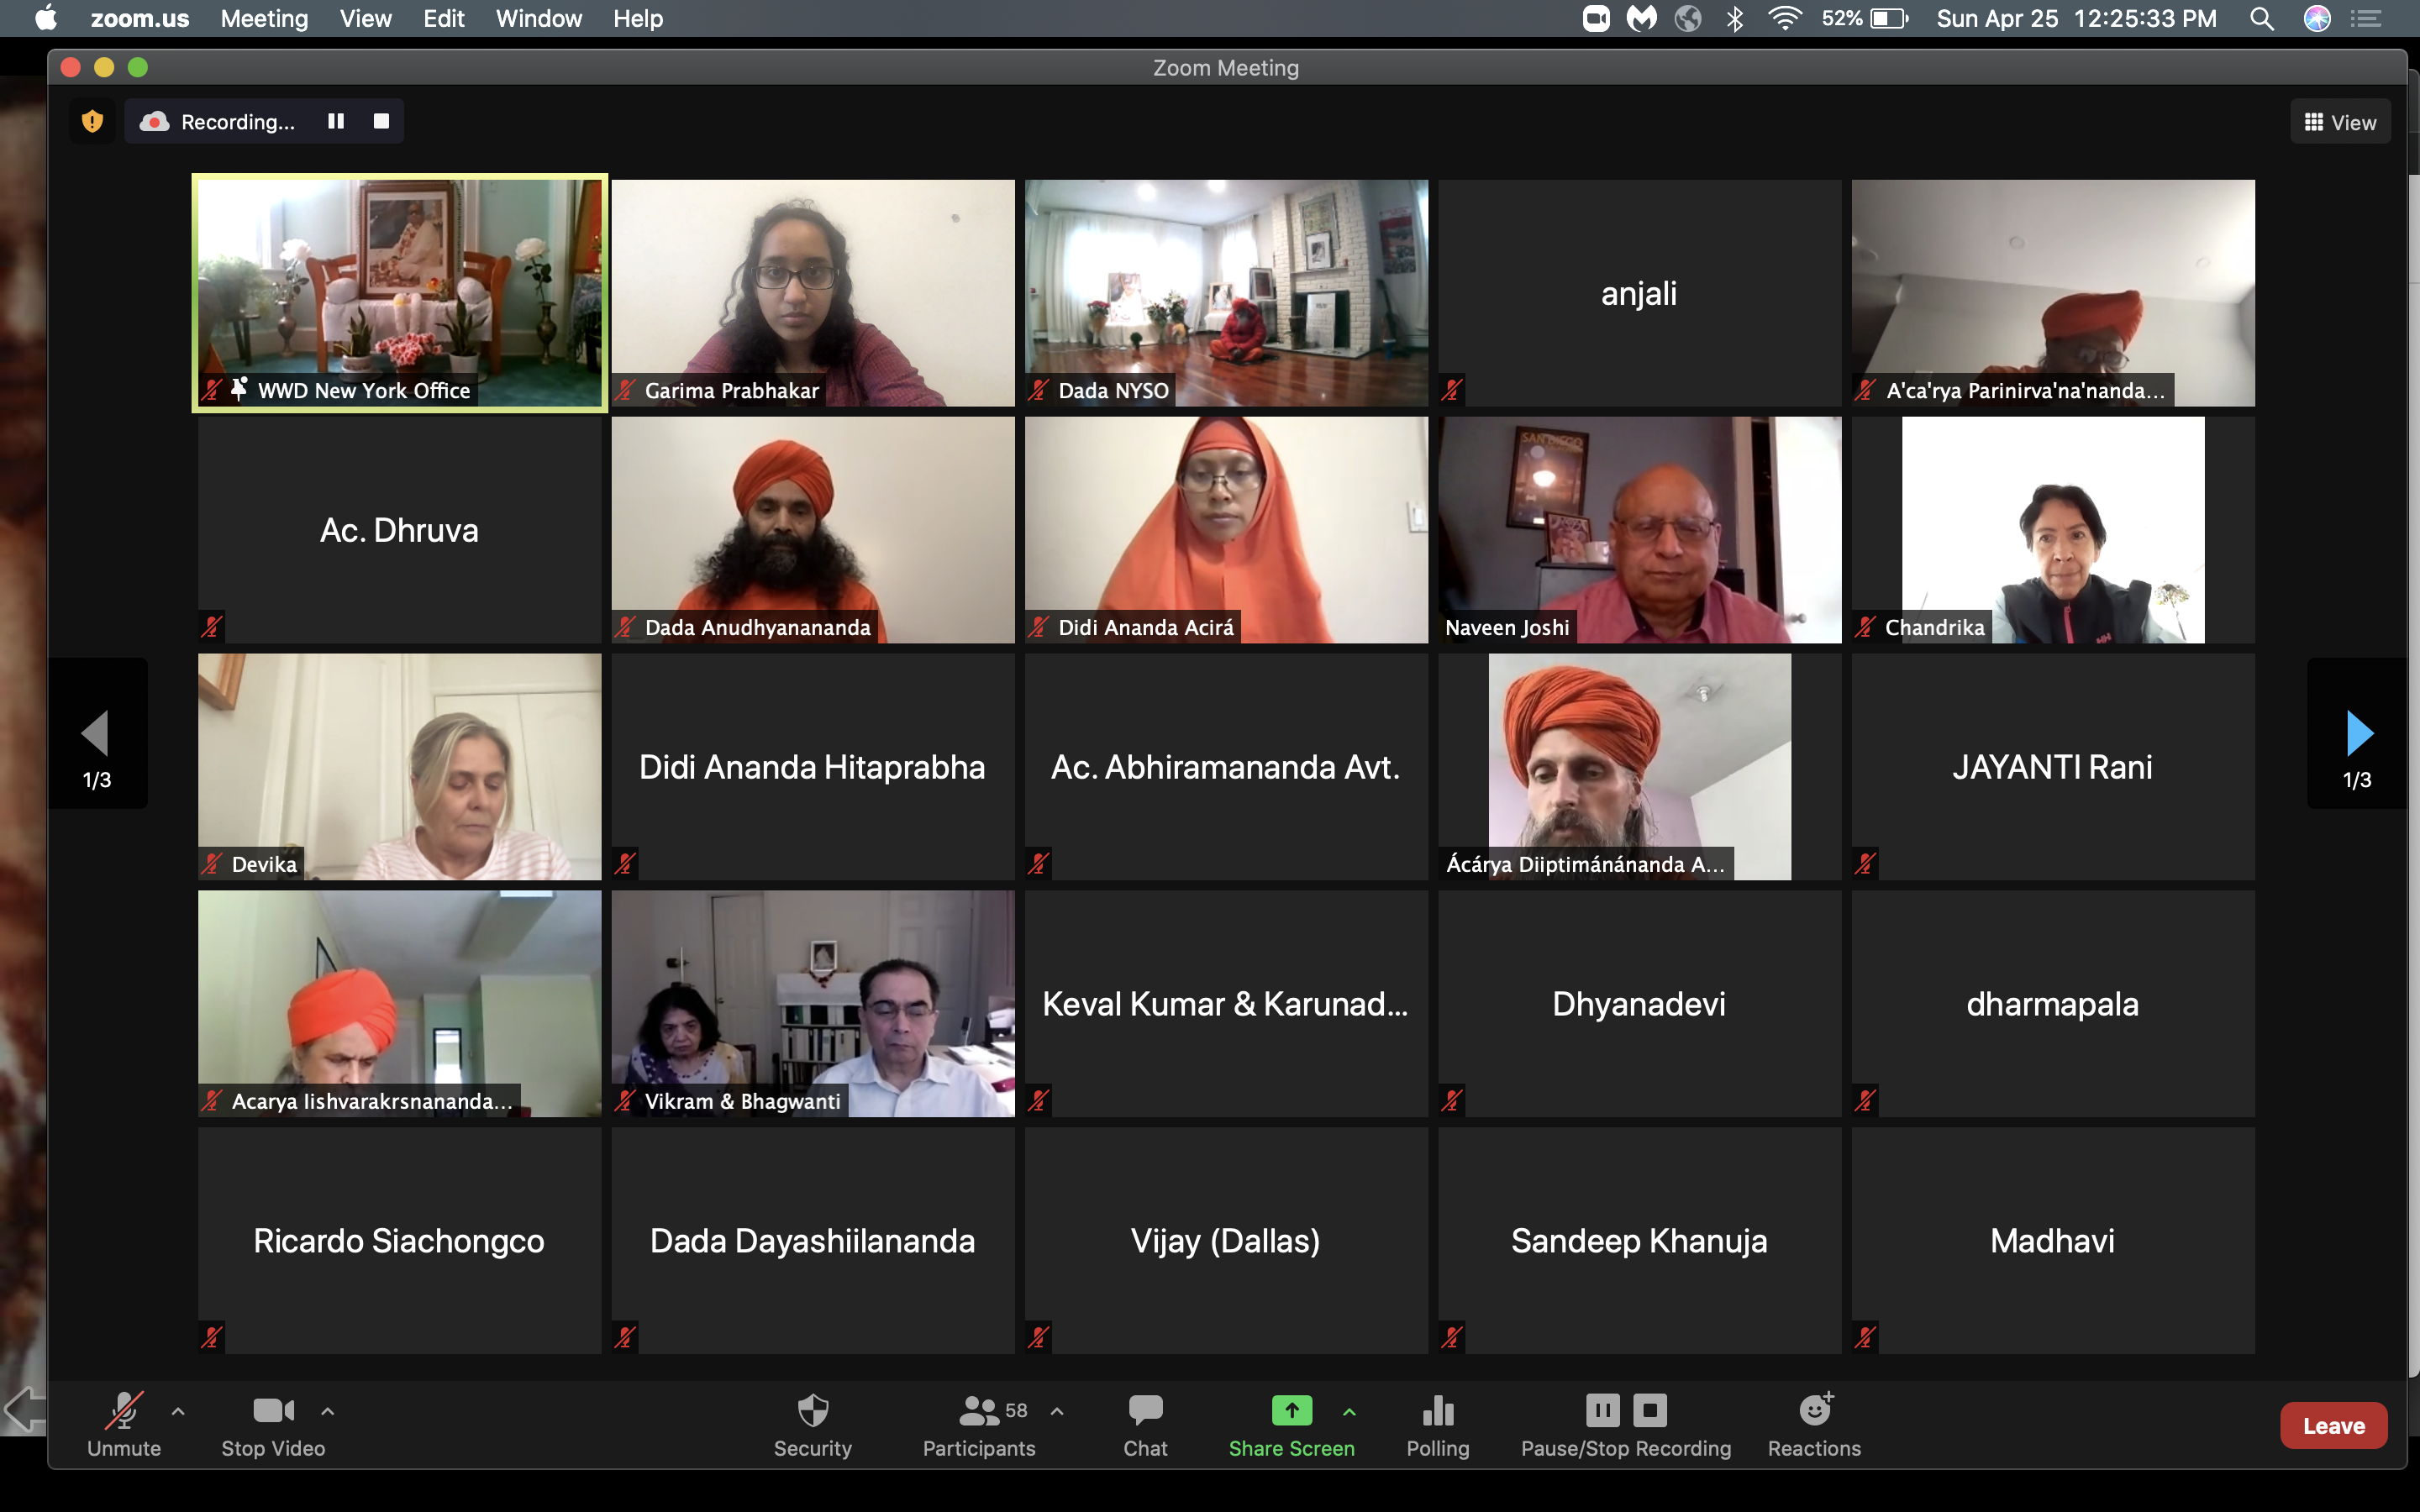 zoom.us Meeting View Edit Window Help 52% Sun Apr 25 12:25:33 PM
Zoom Meeting
Recording...
View
WWD New York Office
Garima Prabhakar
Dada NYSO
anjali
A'ca'rya Parinirva'na'nanda...
Ac. Dhruva
Dada Anudhyanananda
Didi Ananda Acirá
SAN DIEGO
Naveen Joshi
Chandrika
Devika
Didi Ananda Hitaprabha
Ac. Abhiramananda Avt.
Ácárya Diiptimánánanda A...
JAYANTI Rani
1/3
1/3
Acarya Iishvarakrsnananda...
Vikram & Bhagwanti
Keval Kumar & Karunad...
Dhyanadevi
dharmapala
Ricardo Siachongco
Dada Dayashiilananda
Vijay (Dallas)
Sandeep Khanuja
Madhavi
58
Unmute
Stop Video
Security
Participants
Chat
Share Screen
Polling
Pause/Stop Recording
Reactions
Leave